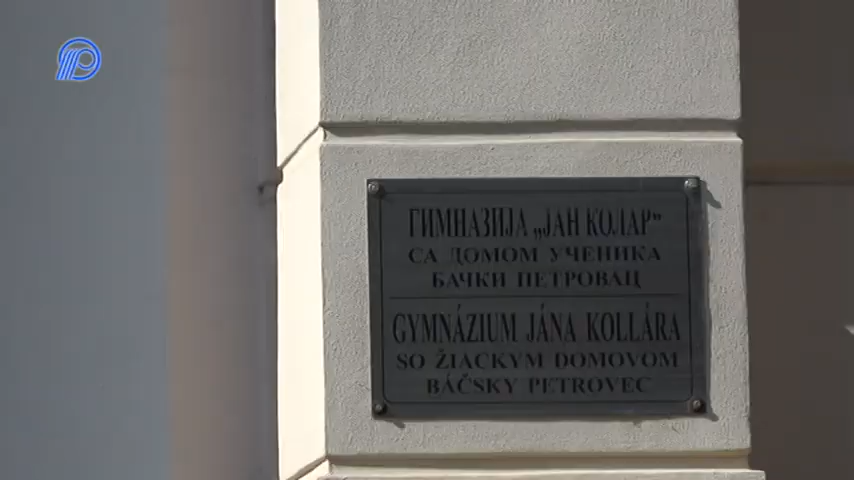 ГИМНАЗИЈА „ЈАН КОЛАР“
СА ДОМОМ УЧЕНИКА
БАЧКИ ПЕТРОВАЦ
GYMNÁZIUM JÁNA KOLLÁRA
SO ŽIACKYM DOMOVOM
BÁČSKY PETROVEC